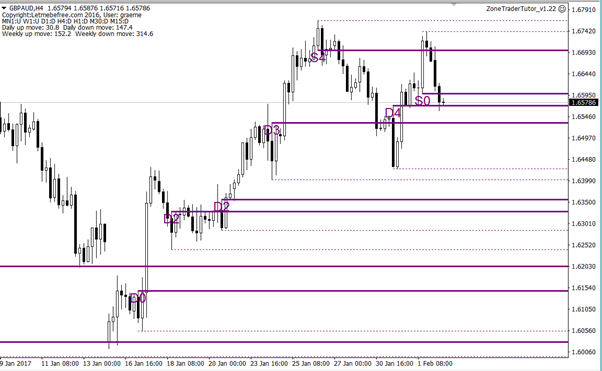 GBPAUD,H4 1.65794 1.65876 1.65716 1.65786
ZoneTraderTutor_v1.22
Copyright:Letmebefree.com 2016, User: graeme
MN1:U W1:U D1:D H4:D H1:D M30:D M15:D
Daily up move: 30.8 Daily down move: 147.4
Weekly up move: 152.2 Weekly down move: 314.6
1.67910
1.67420
1.66930
1.66440
1.65950
1.65786
1.65460
1.64970
1.64480
1.63990
1.63500
1.63010
1.62520
1.62030
1.61540
1.61050
1.60560
1.60060
S4
S0
D4
D3
D2
D2
D0
9 Jan 2017 11 Jan 08:00 13 Jan 00:00 16 Jan 16:00 18 Jan 08:00 20 Jan 00:00 23 Jan 16:00 25 Jan 08:00 27 Jan 00:00 30 Jan 16:00 1 Feb 08:00